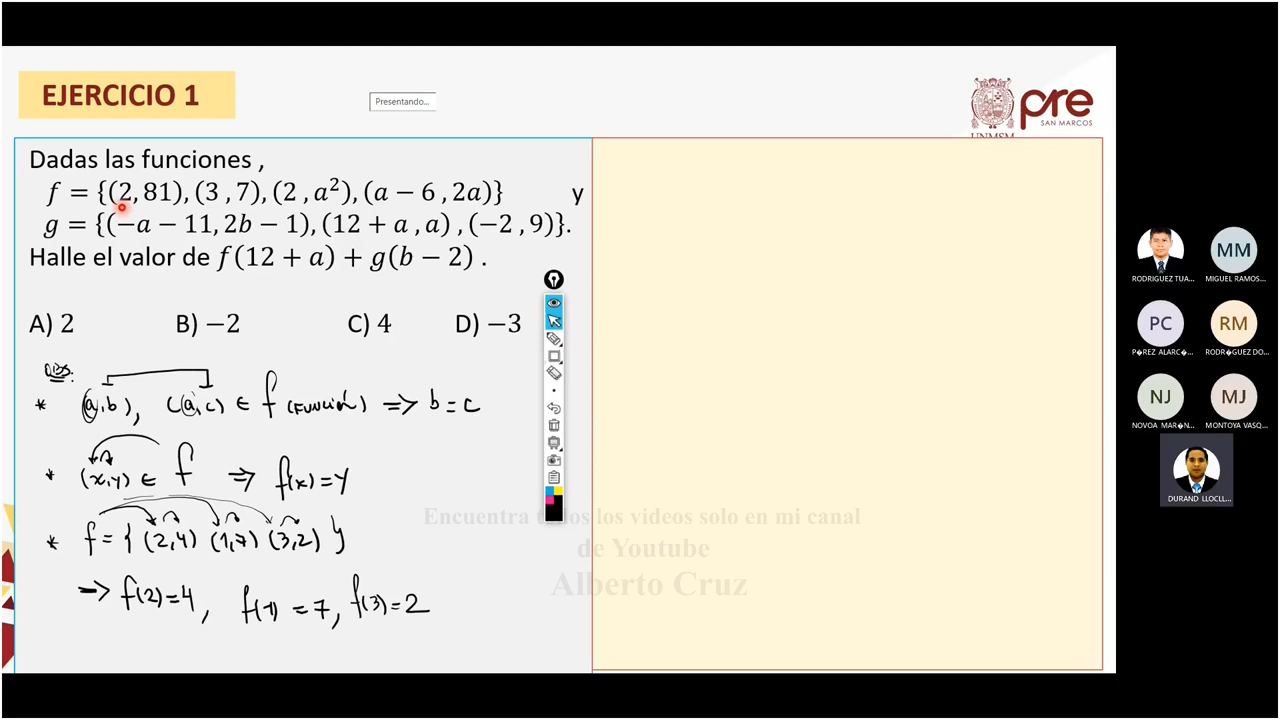 EJERCICIO 1
Presentando...
pre
SAN MARCOS
UNMSM
Dadas las funciones ,
f = {(2, 81), (3 , 7), (2 , a²), (a − 6 , 2a)} y
g = {(−a − 11, 2b − 1), (12 + a , a) , (−2 , 9)}.
Halle el valor de f(12 + a) + g(b − 2) .
A) 2 B) −2 C) 4 D) −3
OBS:
* (a,b), (a,c) ∈ f (FUNCIÓN) => b = c
* (x,y) ∈ f => f(x) = y
* f = { (2,4) (1,7) (3,2) }
=> f(2)=4, f(1) = 7, f(3)=2
Encuentra todos los videos solo en mi canal
de Youtube
Alberto Cruz
RODRIGUEZ TUA...
MM
MIGUEL RAMOS...
PC
P�REZ ALARC�...
RM
RODR�GUEZ DO...
NJ
NOVOA MAR�N...
MJ
MONTOYA VASQ...
DURAND LLOCLL...